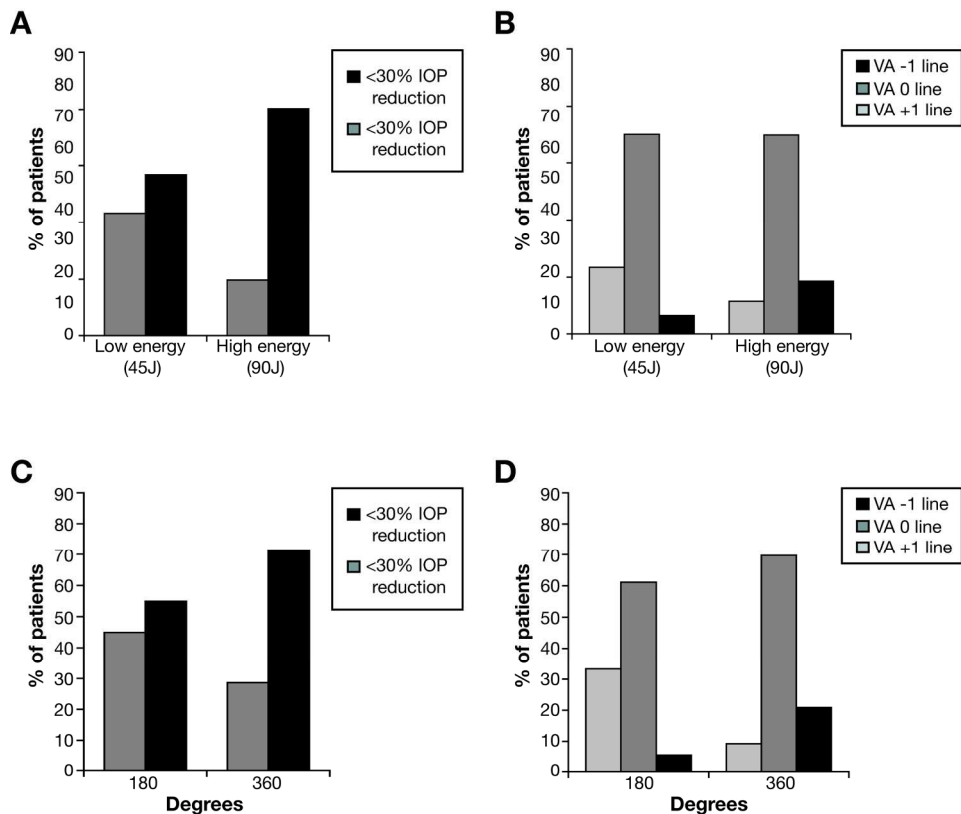 A
% of patients
90
80
70
60
50
40
30
20
10
0
Low energy
(45J)
High energy
(90J)
<30% IOP
reduction
<30% IOP
reduction
B
% of patients
90
80
70
60
50
40
30
20
10
0
Low energy
(45J)
High energy
(90J)
VA -1 line
VA 0 line
VA +1 line
C
% of patients
90
80
70
60
50
40
30
20
10
0
180
360
Degrees
<30% IOP
reduction
<30% IOP
reduction
D
% of patients
90
80
70
60
50
40
30
20
10
0
180
360
Degrees
VA -1 line
VA 0 line
VA +1 line